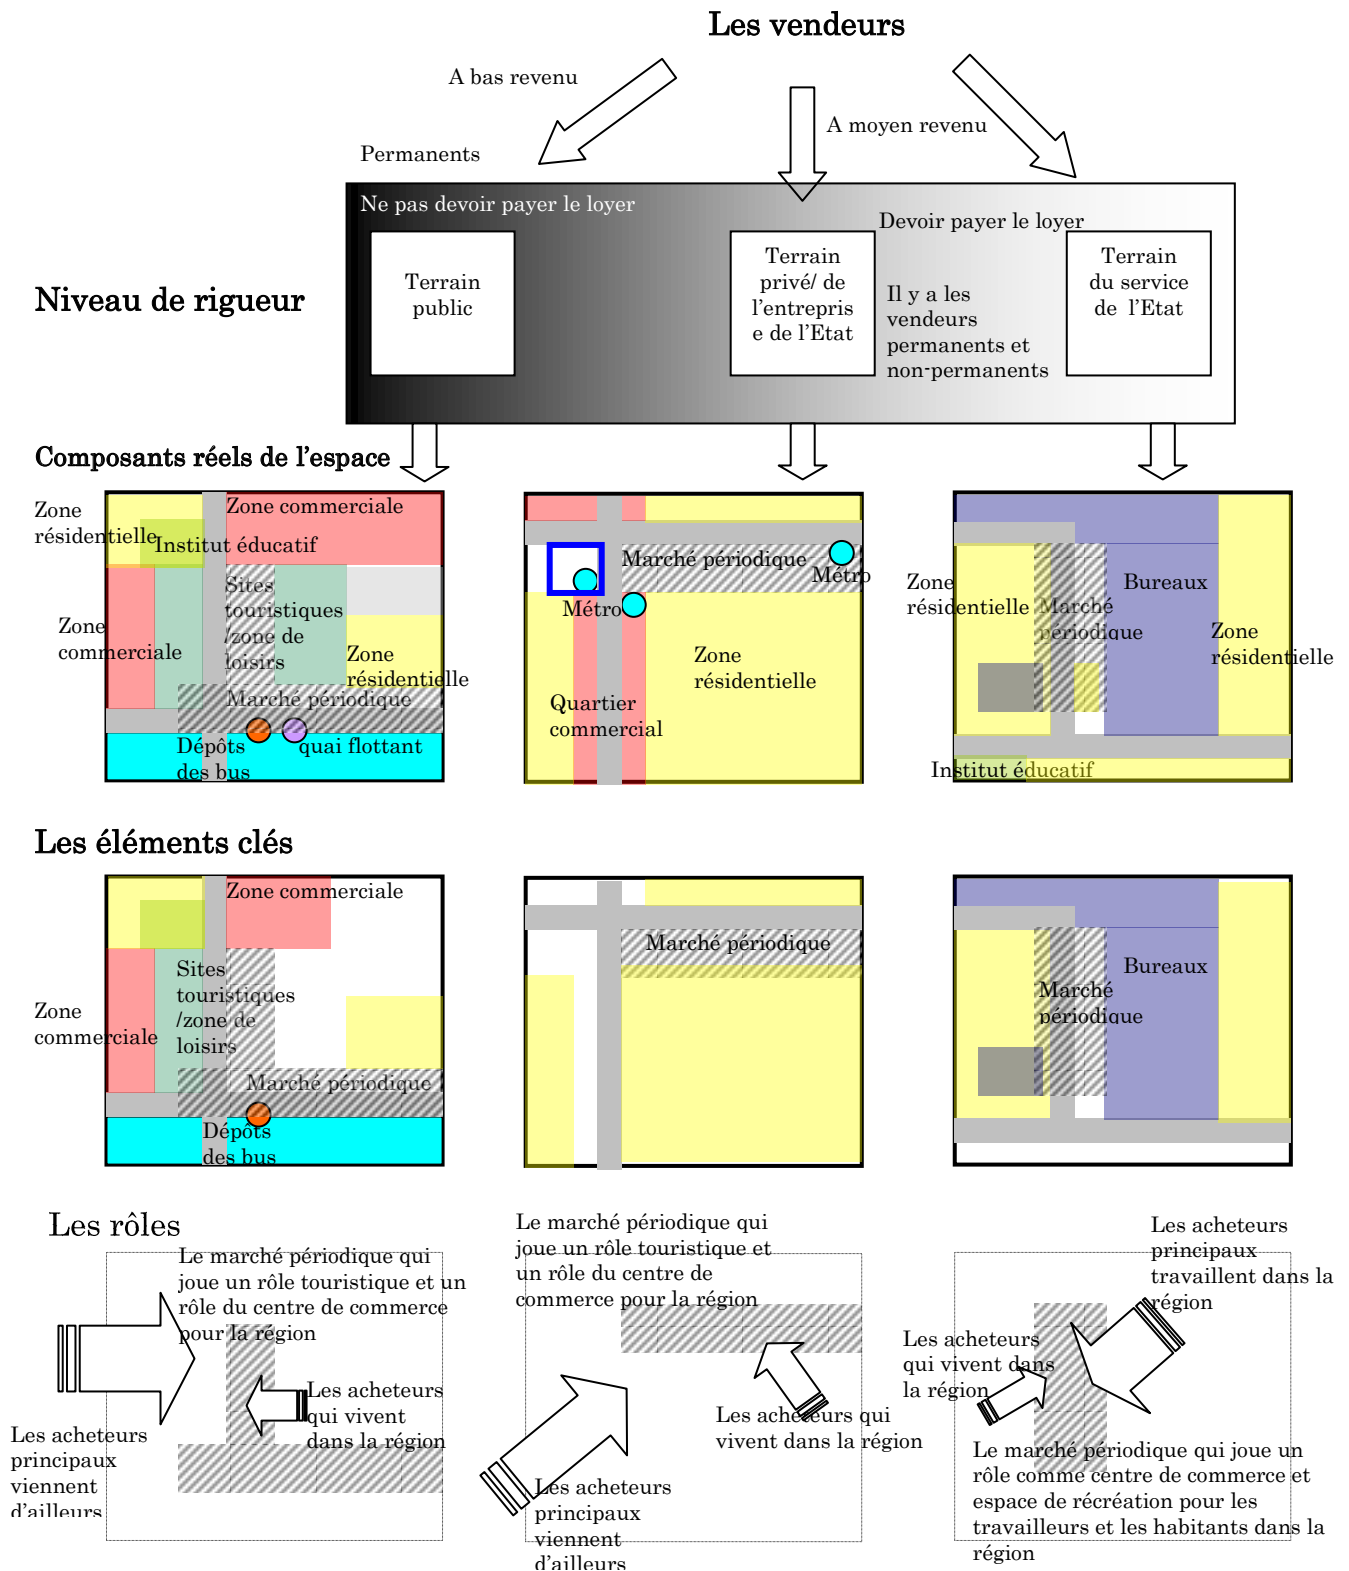 Les vendeurs
A bas revenu
A moyen revenu
Permanents
Ne pas devoir payer le loyer
Devoir payer le loyer
Niveau de rigueur
Terrain
public
Terrain
privé/ de
l'entrepris
e de l'Etat
Il y a les
vendeurs
permanents et
non-permanents
Terrain
du service
de l'Etat
Composants réels de l'espace
Zone
résidentielle
Zone commerciale
Institut éducatif
Sites
touristiques
/zone de
loisirs
Zone
commerciale
Zone
résidentielle
Marché périodique
Dépôts
des bus
quai flottant
Marché périodique
Métro
Métro
Zone
résidentielle
Quartier
commercial
Zone
résidentielle
Marché
périodique
Bureaux
Zone
résidentielle
Institut éducatif
Les éléments clés
Zone commerciale
Sites
touristiques
/zone de
loisirs
Zone
commerciale
Marché périodique
Dépôts
des bus
Marché périodique
Bureaux
Marché
périodique
Les rôles
Le marché périodique qui
joue un rôle touristique et un
rôle du centre de commerce
pour la région
Les acheteurs
qui vivent
dans la région
Les acheteurs
principaux
viennent
d'ailleurs
Le marché périodique qui
joue un rôle touristique et
un rôle du centre de
commerce pour la région
Les acheteurs qui
vivent dans la région
Les acheteurs
principaux
viennent
d'ailleurs
Les acheteurs
principaux
travaillent dans la
région
Les acheteurs
qui vivent dans
la région
Le marché périodique qui joue un
rôle comme centre de commerce et
espace de récréation pour les
travailleurs et les habitants dans la
région